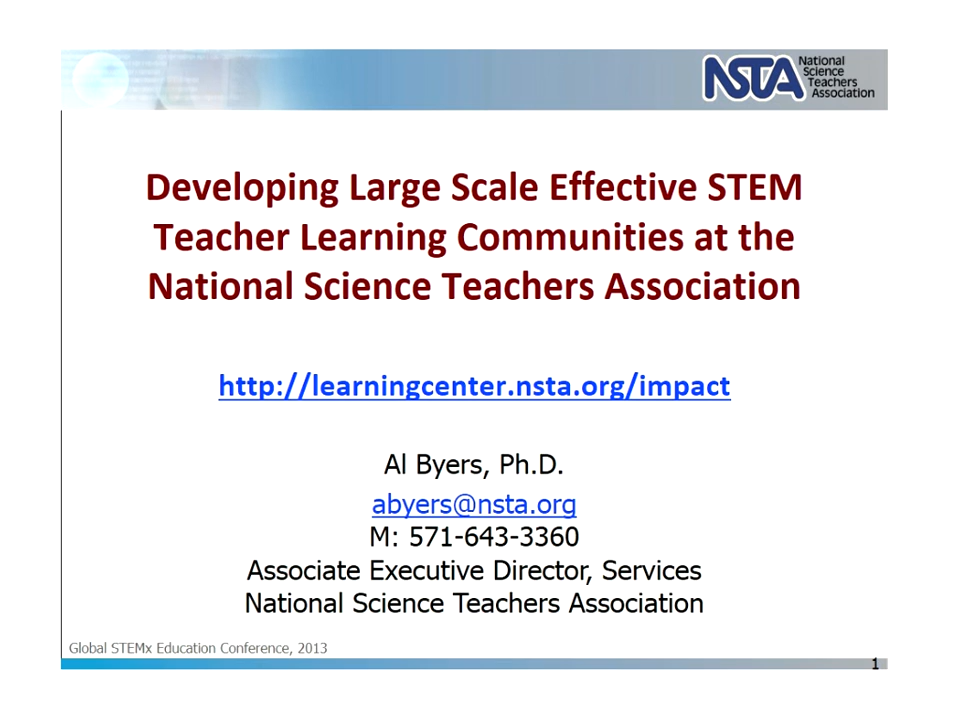 NSTA
National
Science
Teachers
Association
Developing Large Scale Effective STEM
Teacher Learning Communities at the
National Science Teachers Association
http://learningcenter.nsta.org/impact
Al Byers, Ph.D.
abyers@nsta.org
M: 571-643-3360
Associate Executive Director, Services
National Science Teachers Association
Global STEMx Education Conference, 2013
1